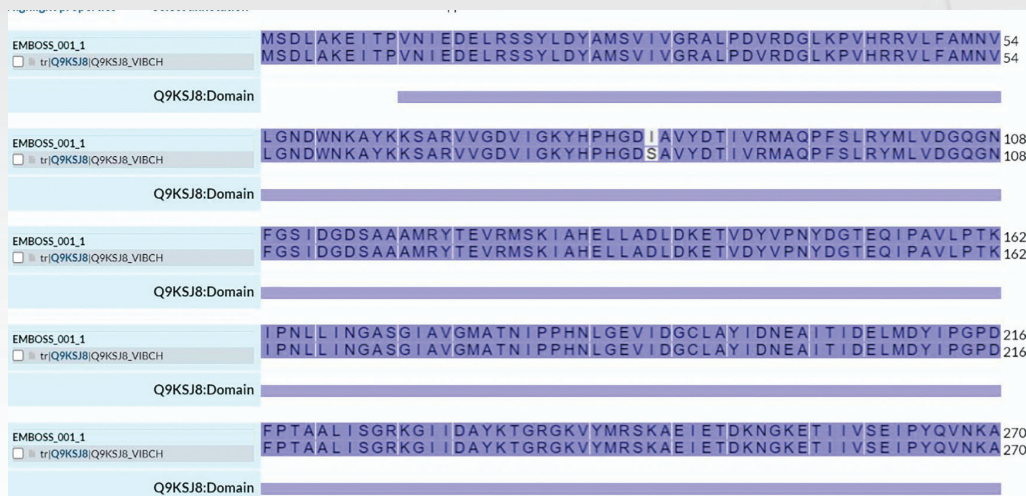 EMBOSS_001_1
MSDLAKEITPVNIEDELRSSYLDYAMSVIVGRALPDVRDGLKPVHRRVLFAMNV 54
tr|Q9KSJ8|Q9KSJ8_VIBCH
MSDLAKEITPVNIEDELRSSYLDYAMSVIVGRALPDVRDGLKPVHRRVLFAMNV 54
Q9KSJ8:Domain
EMBOSS_001_1
LGNDWNKAYKKSARVVGDVIGKYHPHGDIAVYDTIVRMAQPFSLRYMLVDGQGN 108
tr|Q9KSJ8|Q9KSJ8_VIBCH
LGNDWNKAYKKSARVVGDVIGKYHPHGDSAVYDTIVRMAQPFSLRYMLVDGQGN 108
Q9KSJ8:Domain
EMBOSS_001_1
FGSIDGDSAAAMRYTEVRMSKIAHELLADLDKETVDYVPNYDGTEQIPAVLPTK 162
tr|Q9KSJ8|Q9KSJ8_VIBCH
FGSIDGDSAAAMRYTEVRMSKIAHELLADLDKETVDYVPNYDGTEQIPAVLPTK 162
Q9KSJ8:Domain
EMBOSS_001_1
IPNLLINGASGIAVGMATNIPPHNLGEVIDGCLAYIDNEAITIDELMDYIPGPD 216
tr|Q9KSJ8|Q9KSJ8_VIBCH
IPNLLINGASGIAVGMATNIPPHNLGEVIDGCLAYIDNEAITIDELMDYIPGPD 216
Q9KSJ8:Domain
EMBOSS_001_1
FPTAALISGRKGIIDAYKTGRGKVYMRSKAEIETDKNGKETIIVSEIPYQVNKA 270
tr|Q9KSJ8|Q9KSJ8_VIBCH
FPTAALISGRKGIIDAYKTGRGKVYMRSKAEIETDKNGKETIIVSEIPYQVNKA 270
Q9KSJ8:Domain